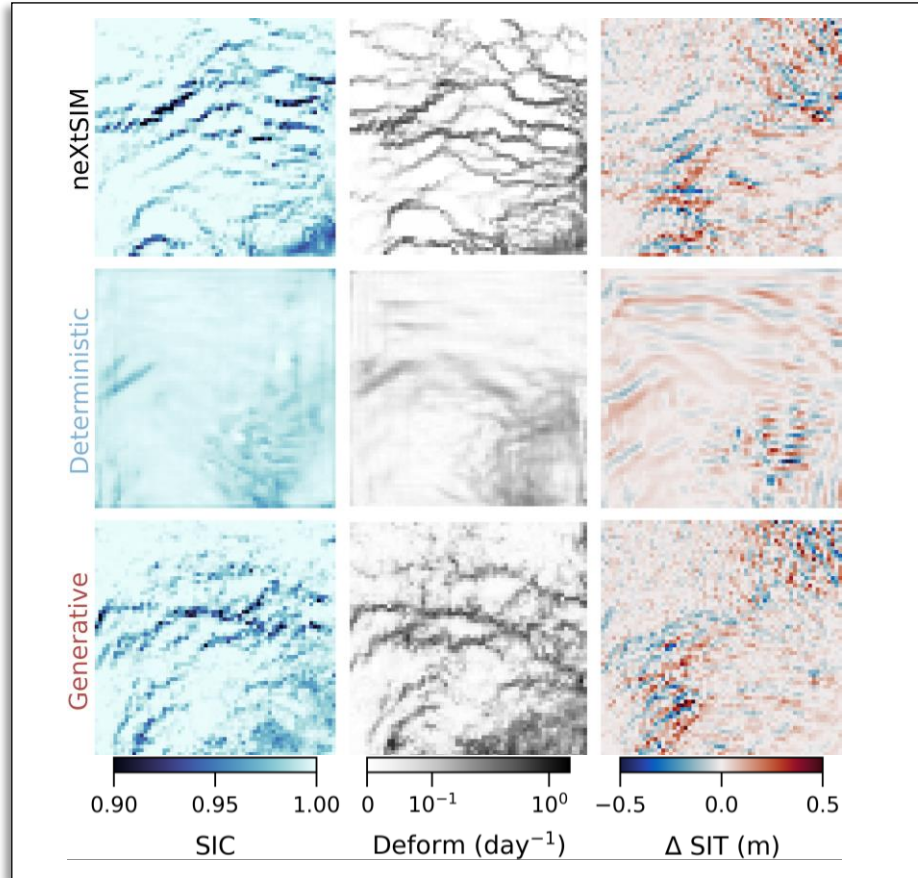 neXtSIM
Deterministic
Generative
0.90 0.95 1.00
0 10⁻¹ 10⁰
−0.5 0.0 0.5
SIC
Deform (day⁻¹)
Δ SIT (m)